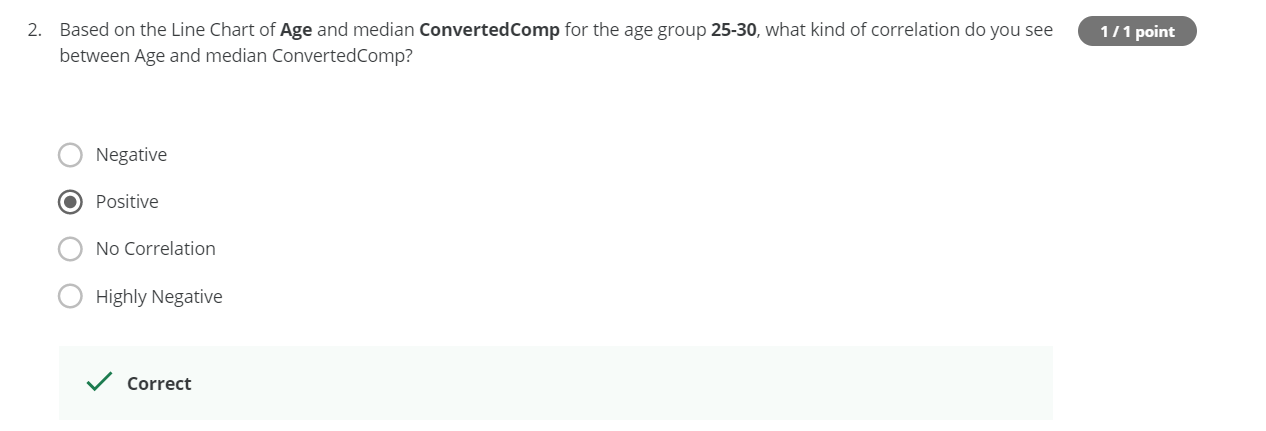 2. Based on the Line Chart of Age and median ConvertedComp for the age group 25-30, what kind of correlation do you see
between Age and median ConvertedComp?
1 / 1 point
Negative
Positive
No Correlation
Highly Negative
Correct